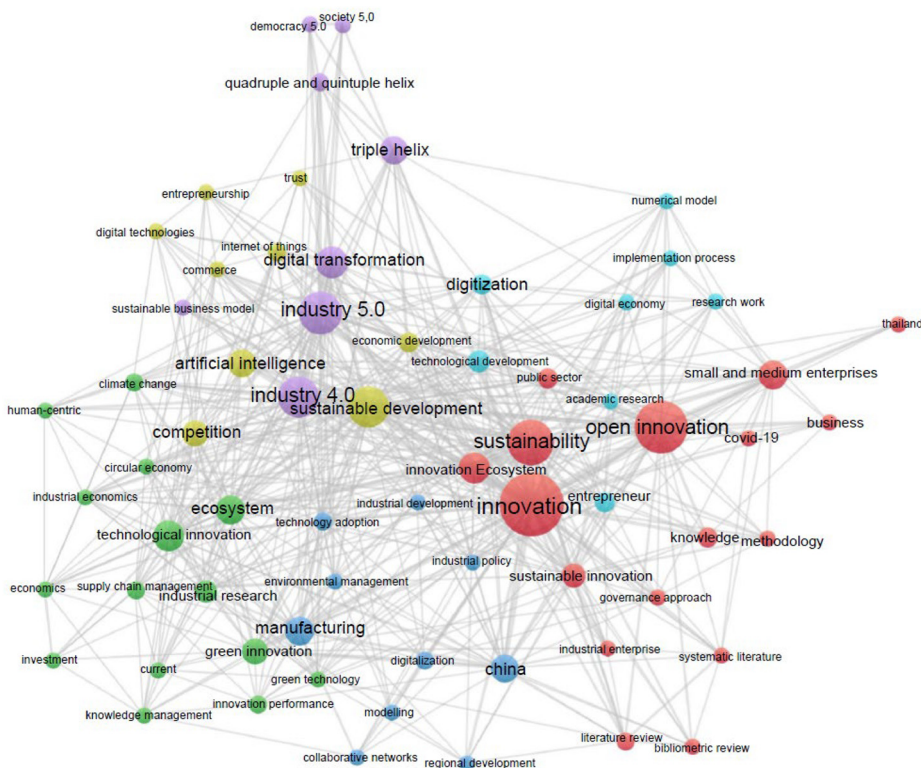 society 5,0
democracy 5.0
quadruple and quintuple helix
triple helix
trust
entrepreneurship
numerical model
digital technologies
internet of things
digital transformation
implementation process
commerce
digitization
sustainable business model
industry 5.0
digital economy
research work
thailand
economic development
artificial intelligence
technological development
small and medium enterprises
public sector
climate change
industry 4.0
academic research
human-centric
sustainable development
business
open innovation
competition
sustainability
covid-19
circular economy
innovation Ecosystem
industrial economics
industrial development
entrepreneur
ecosystem
innovation
technology adoption
technological innovation
knowledge
methodology
industrial policy
sustainable innovation
environmental management
economics
supply chain management
industrial research
governance approach
manufacturing
green innovation
industrial enterprise
systematic literature
investment
digitalization
china
current
green technology
innovation performance
knowledge management
modelling
literature review
bibliometric review
collaborative networks
regional development